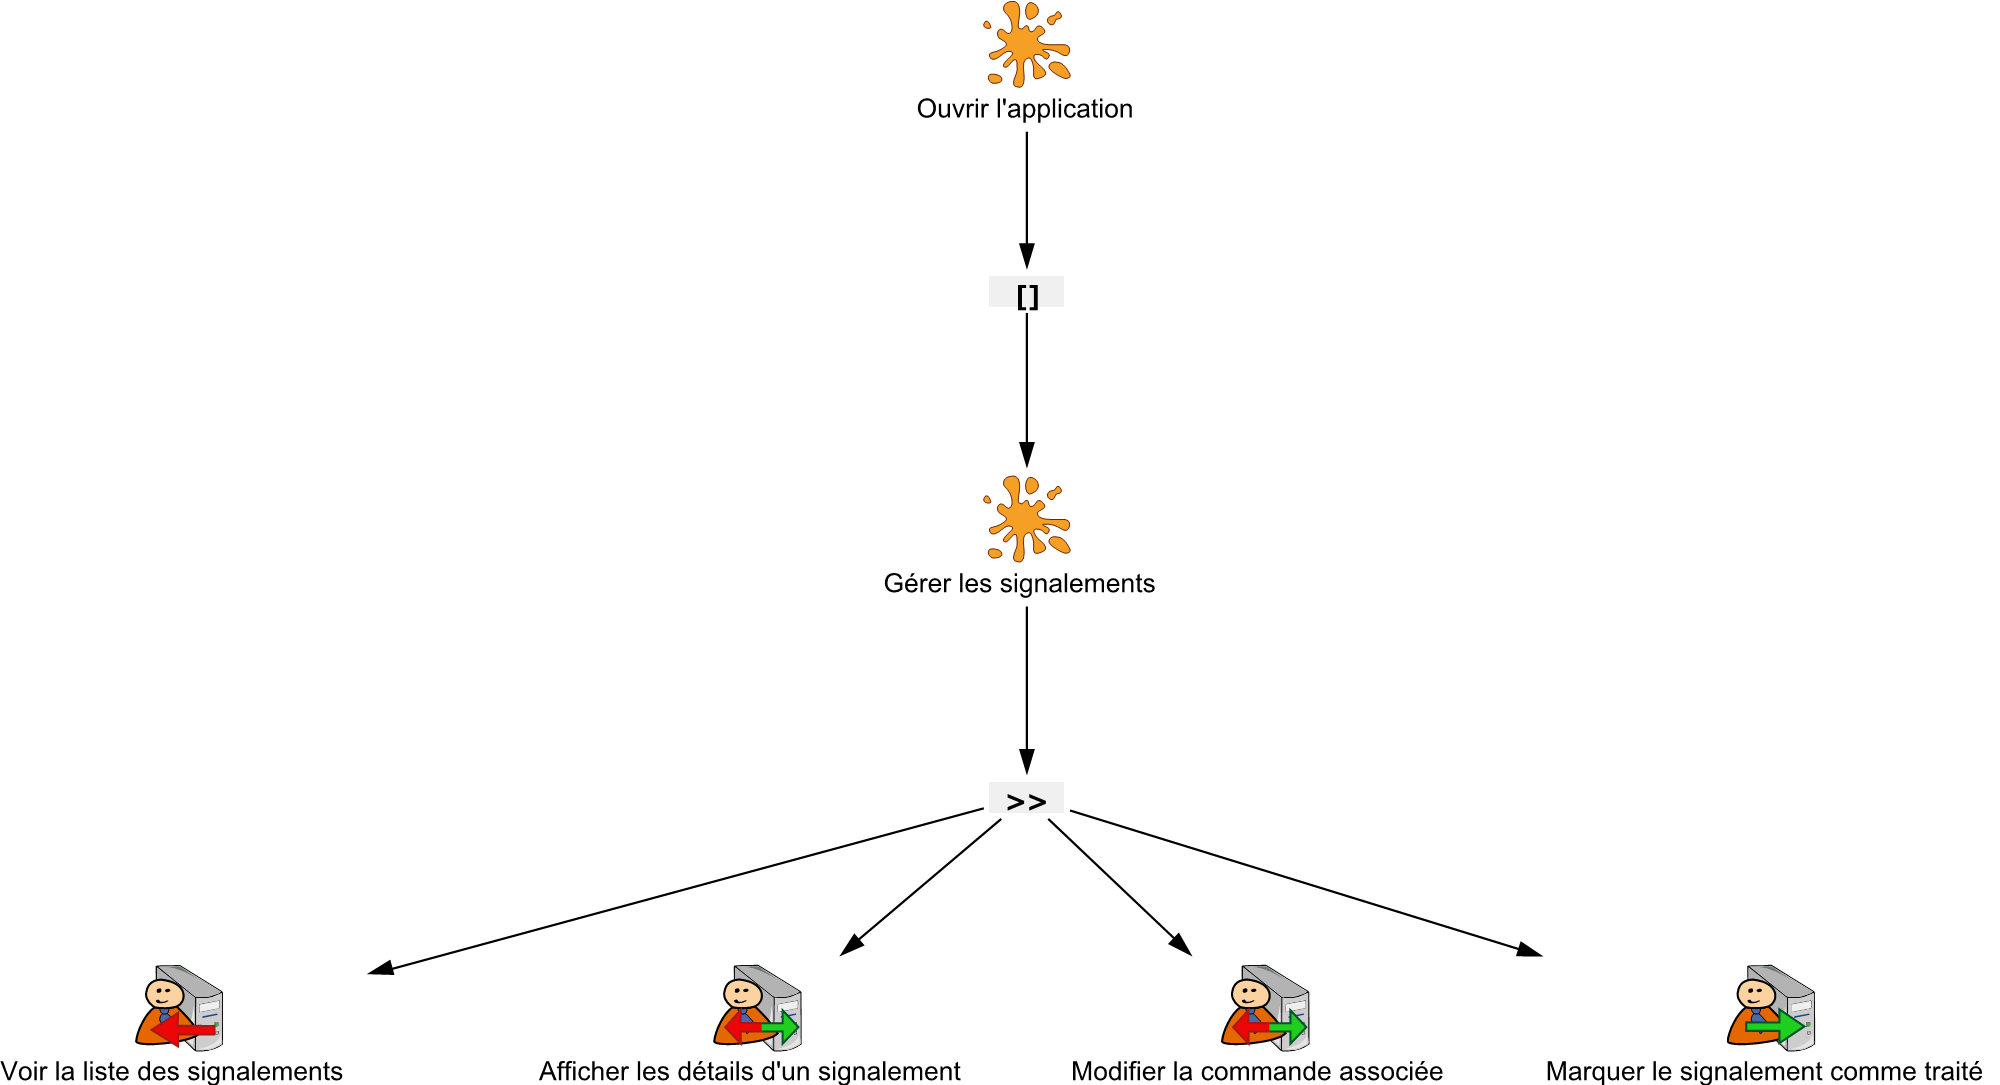 Ouvrir l'application
[]
Gérer les signalements
>>
Voir la liste des signalements
Afficher les détails d'un signalement
Modifier la commande associée
Marquer le signalement comme traité